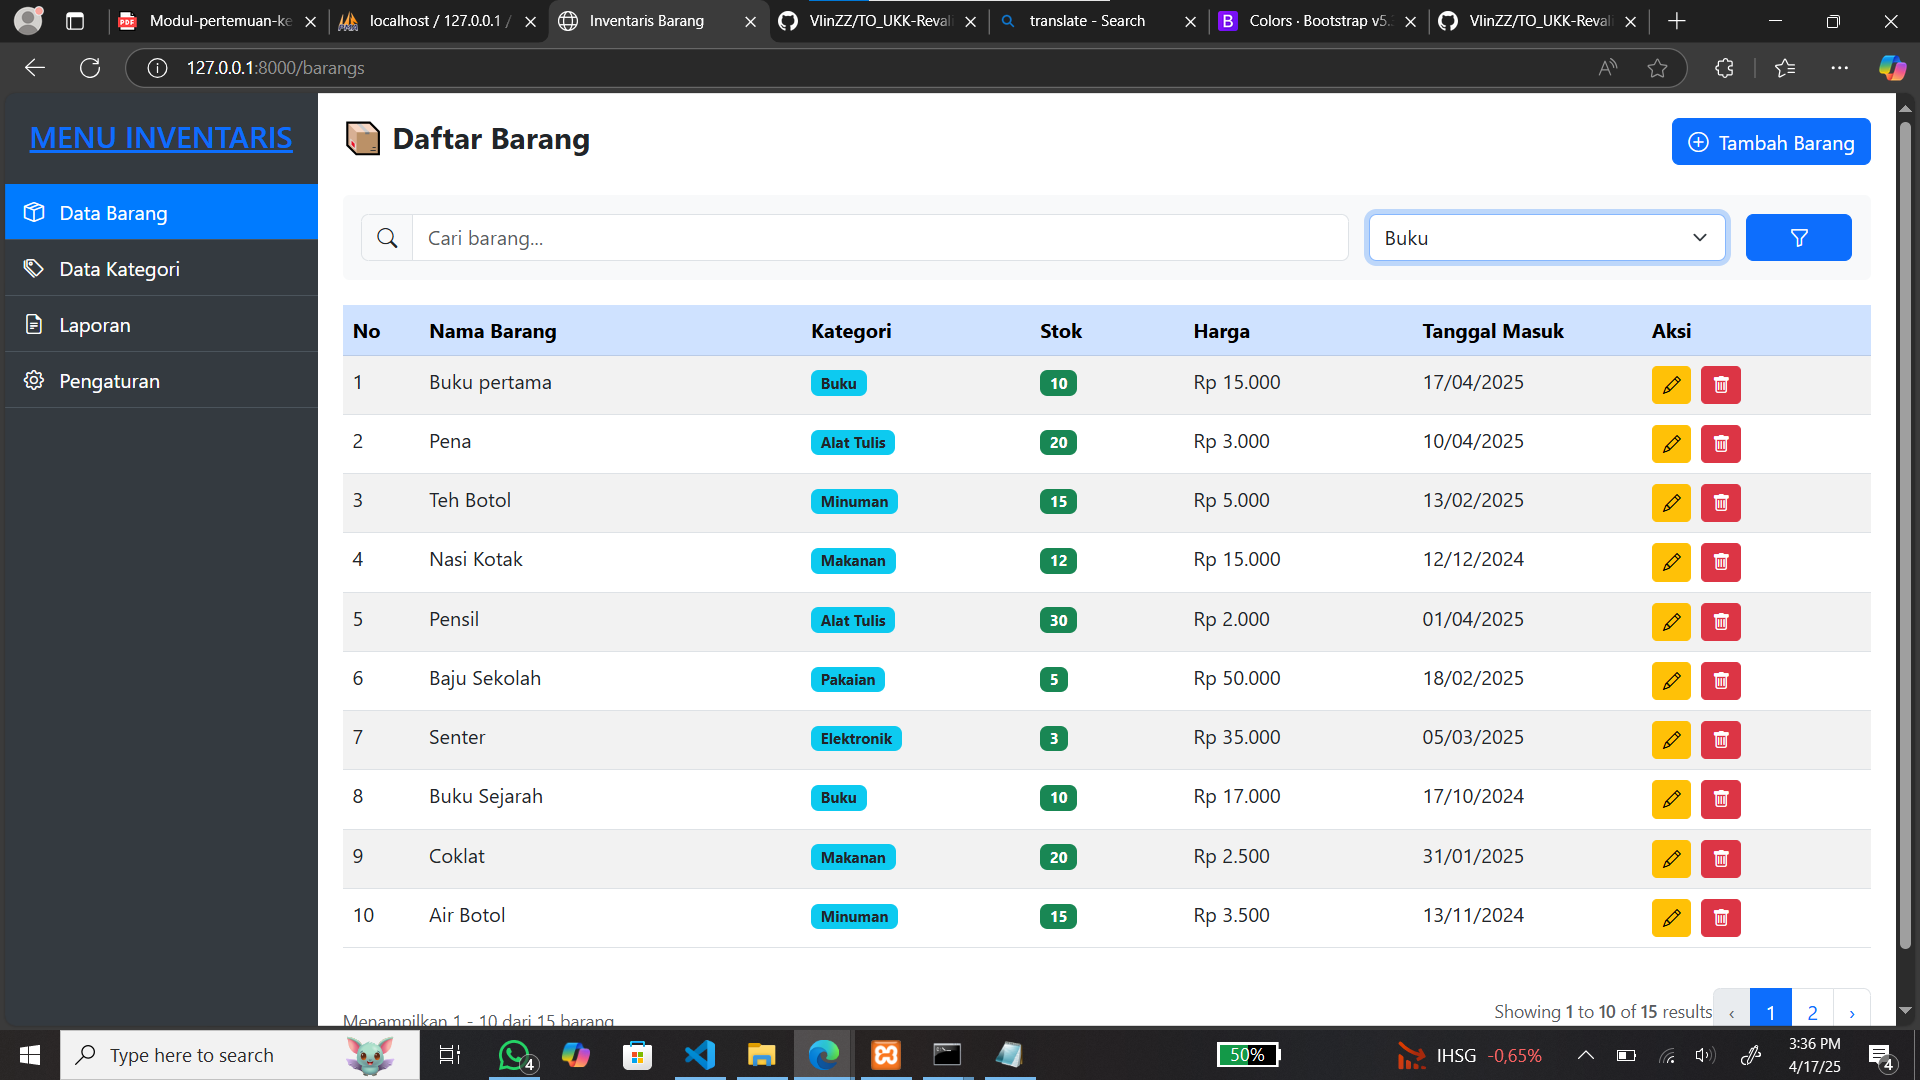 Modul-pertemuan-ke
localhost / 127.0.0.1 /
Inventaris Barang
VlinZZ/TO_UKK-Revali
translate - Search
Colors · Bootstrap v5.
VlinZZ/TO_UKK-Revali
127.0.0.1:8000/barangs
MENU INVENTARIS
Data Barang
Data Kategori
Laporan
Pengaturan
Daftar Barang
Tambah Barang
Cari barang...
Buku
No Nama Barang Kategori Stok Harga Tanggal Masuk Aksi
1 Buku pertama Buku 10 Rp 15.000 17/04/2025
2 Pena Alat Tulis 20 Rp 3.000 10/04/2025
3 Teh Botol Minuman 15 Rp 5.000 13/02/2025
4 Nasi Kotak Makanan 12 Rp 15.000 12/12/2024
5 Pensil Alat Tulis 30 Rp 2.000 01/04/2025
6 Baju Sekolah Pakaian 5 Rp 50.000 18/02/2025
7 Senter Elektronik 3 Rp 35.000 05/03/2025
8 Buku Sejarah Buku 10 Rp 17.000 17/10/2024
9 Coklat Makanan 20 Rp 2.500 31/01/2025
10 Air Botol Minuman 15 Rp 3.500 13/11/2024
Menampilkan 1 - 10 dari 15 barang
Showing 1 to 10 of 15 results ‹ 1 2 ›
Type here to search
4
50%
IHSG -0,65%
3:36 PM
4/17/25
4